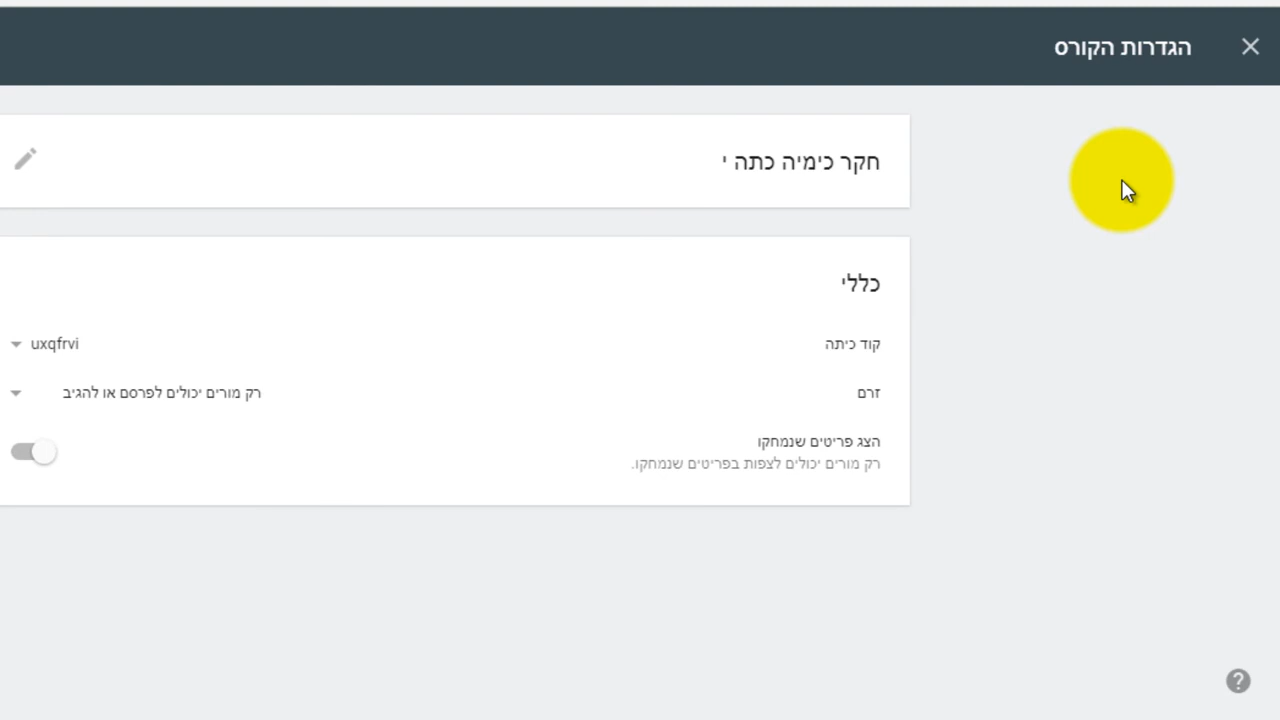 הגדרות הקורס
חקר כימיה כתה י
כללי
קוד כיתה
uxqfrvi
זרם
רק מורים יכולים לפרסם או להגיב
הצג פריטים שנמחקו
רק מורים יכולים לצפות בפריטים שנמחקו.